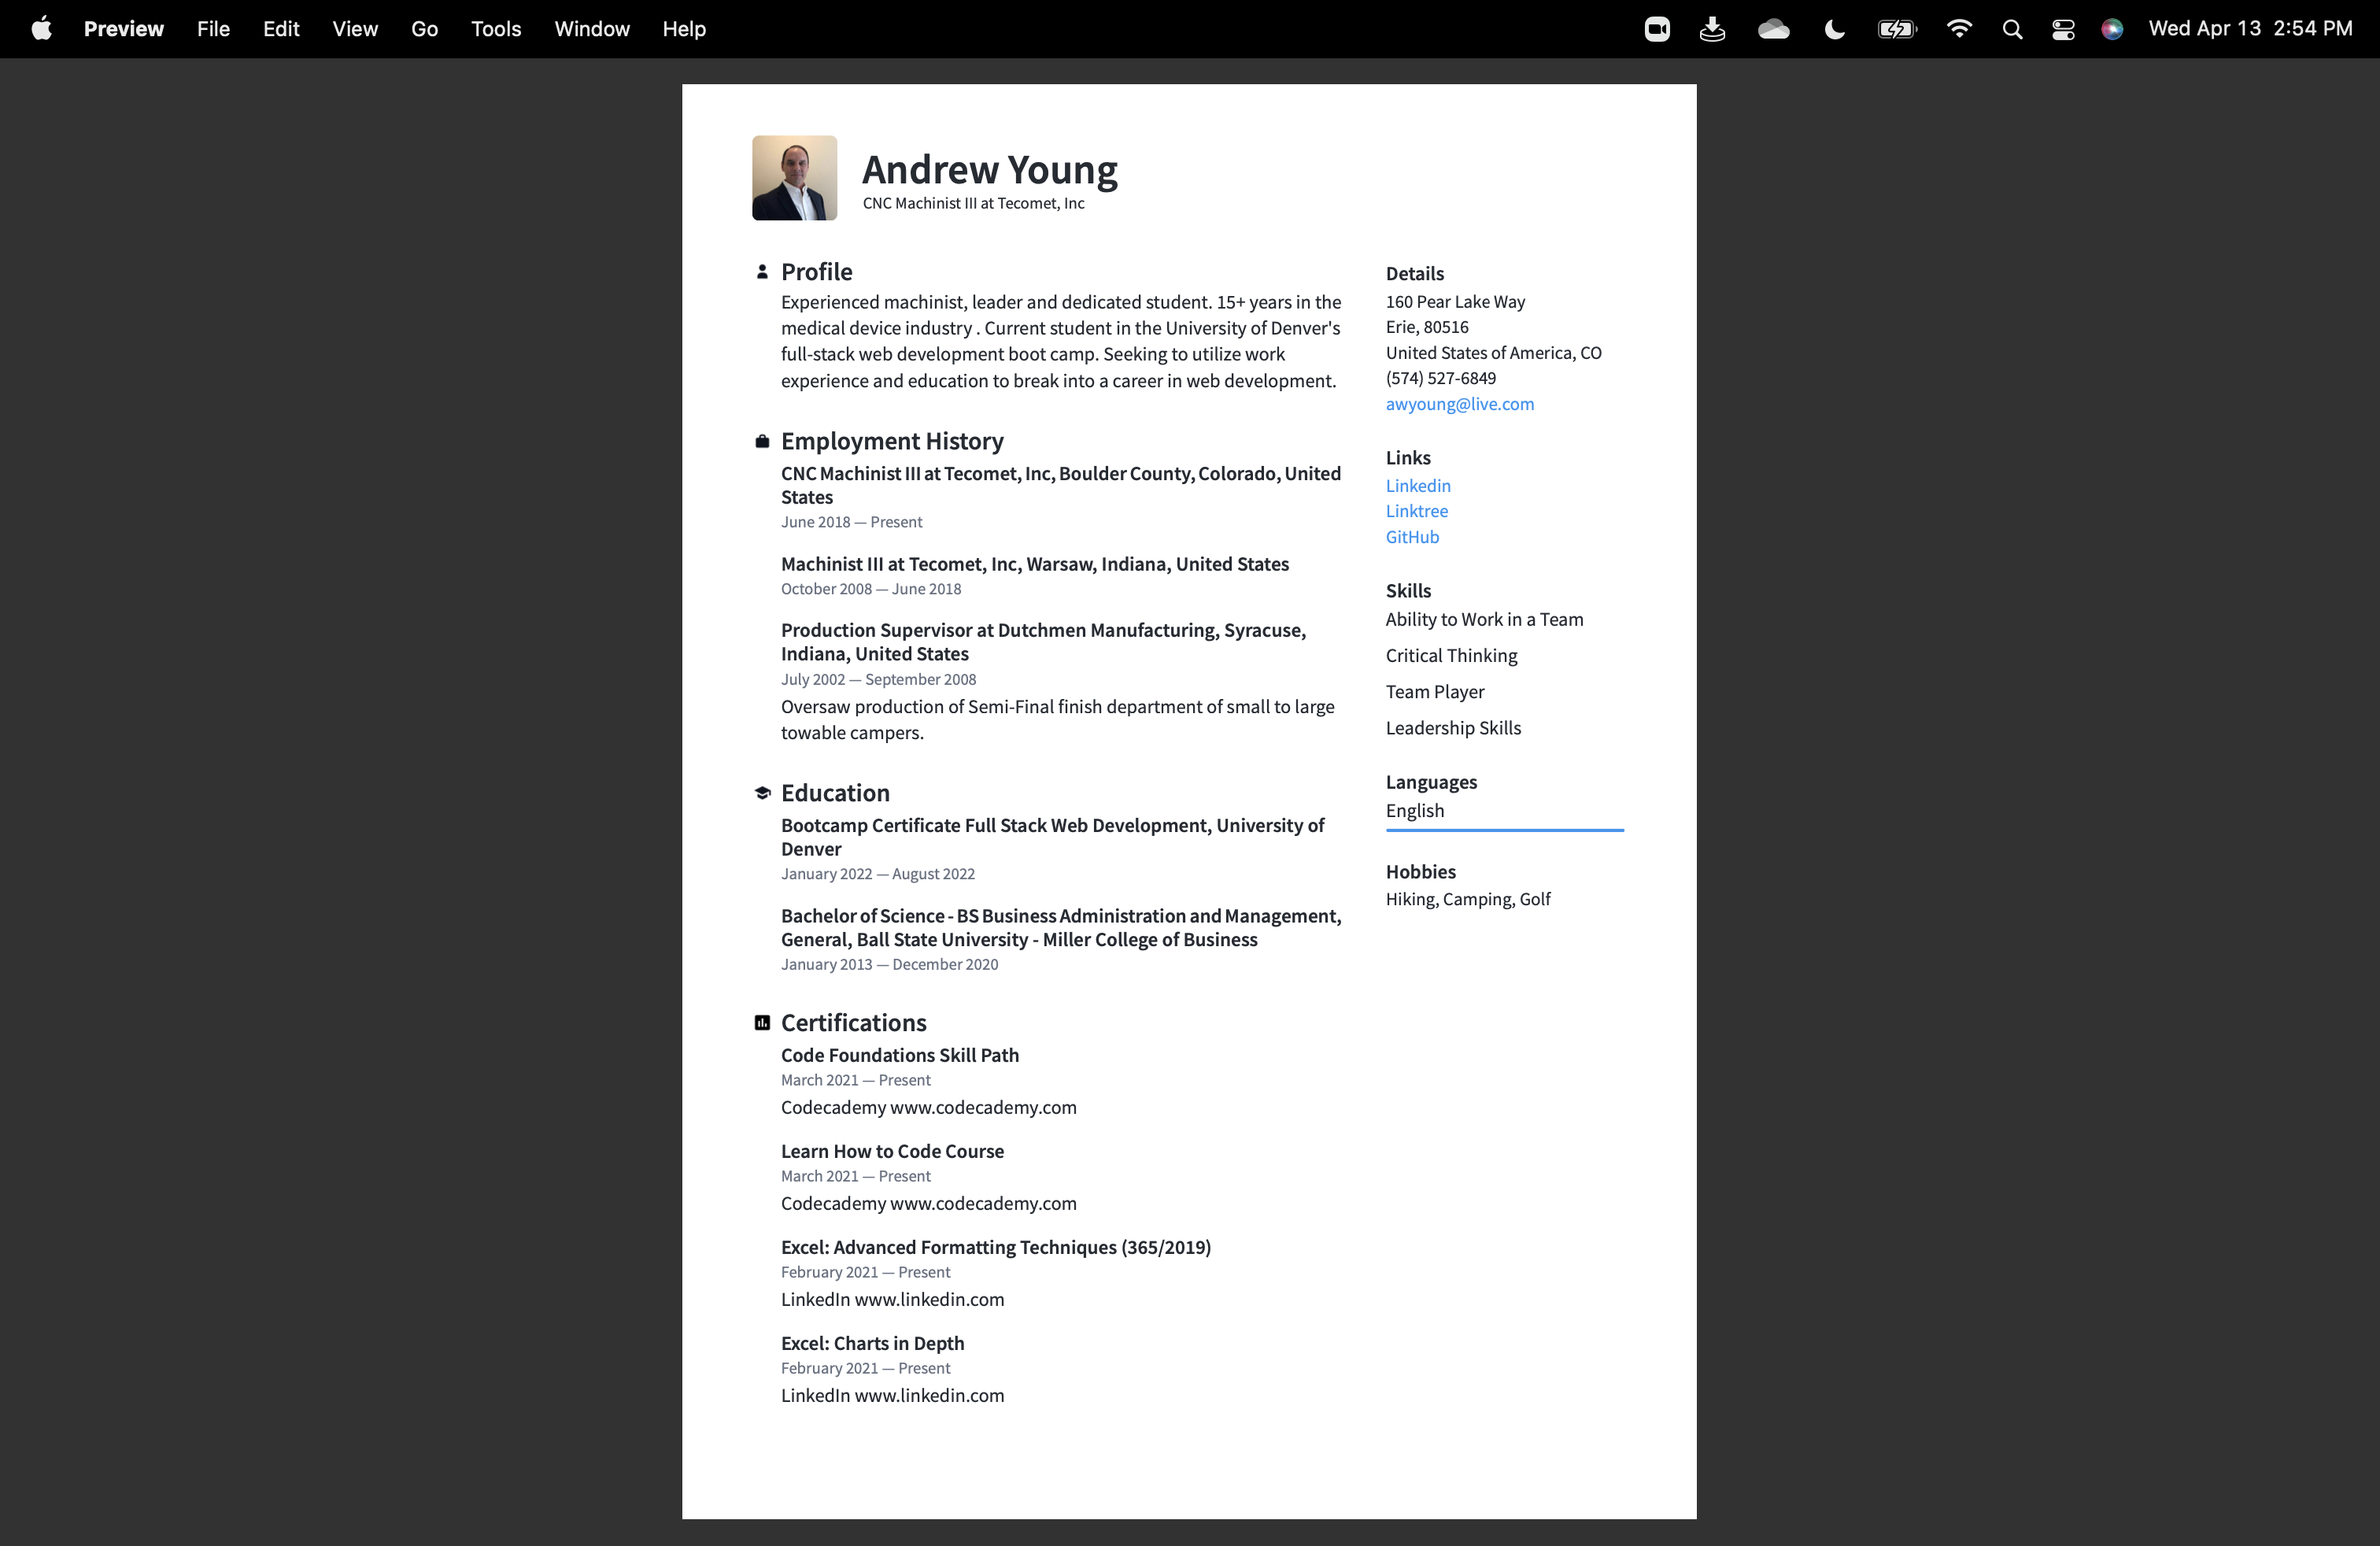 Preview File Edit View Go Tools Window Help
Wed Apr 13 2:54 PM
Andrew Young
CNC Machinist III at Tecomet, Inc
Profile
Experienced machinist, leader and dedicated student. 15+ years in the
medical device industry . Current student in the University of Denver's
full-stack web development boot camp. Seeking to utilize work
experience and education to break into a career in web development.
Employment History
CNC Machinist III at Tecomet, Inc, Boulder County, Colorado, United
States
June 2018 — Present
Machinist III at Tecomet, Inc, Warsaw, Indiana, United States
October 2008 — June 2018
Production Supervisor at Dutchmen Manufacturing, Syracuse,
Indiana, United States
July 2002 — September 2008
Oversaw production of Semi-Final finish department of small to large
towable campers.
Education
Bootcamp Certificate Full Stack Web Development, University of
Denver
January 2022 — August 2022
Bachelor of Science - BS Business Administration and Management,
General, Ball State University - Miller College of Business
January 2013 — December 2020
Certifications
Code Foundations Skill Path
March 2021 — Present
Codecademy www.codecademy.com
Learn How to Code Course
March 2021 — Present
Codecademy www.codecademy.com
Excel: Advanced Formatting Techniques (365/2019)
February 2021 — Present
LinkedIn www.linkedin.com
Excel: Charts in Depth
February 2021 — Present
LinkedIn www.linkedin.com
Details
160 Pear Lake Way
Erie, 80516
United States of America, CO
(574) 527-6849
awyoung@live.com
Links
Linkedin
Linktree
GitHub
Skills
Ability to Work in a Team
Critical Thinking
Team Player
Leadership Skills
Languages
English
Hobbies
Hiking, Camping, Golf